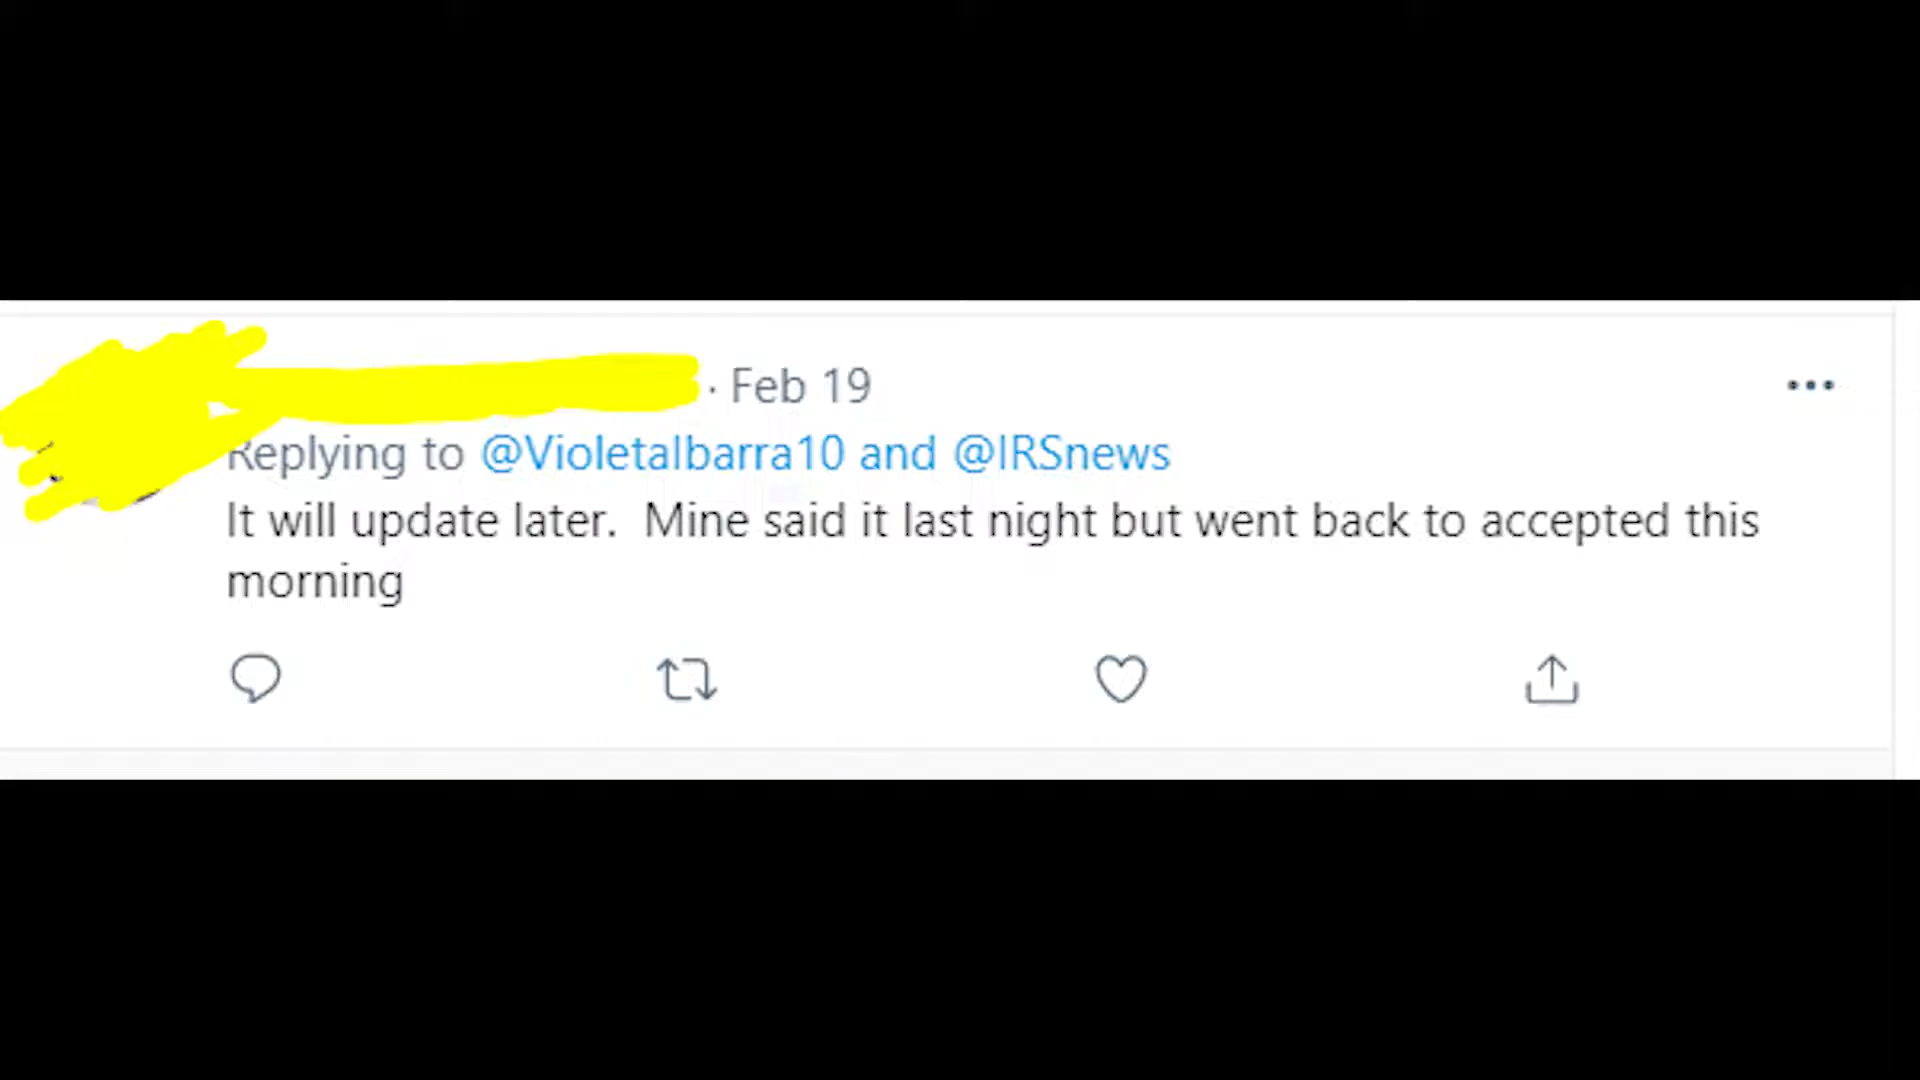 · Feb 19
Replying to @VioletaIbarra10 and @IRSnews
It will update later.  Mine said it last night but went back to accepted this
morning